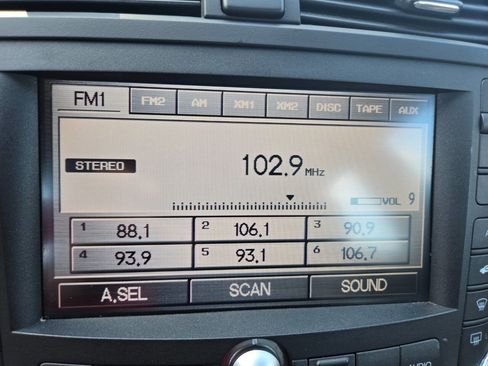 FM1 FM2 AM XM1 XM2 DISC TAPE AUX
STEREO 102.9 MHz
VOL 9
1 88.1 2 106.1 3 90.9
4 93.9 5 93.1 6 106.7
A.SEL SCAN SOUND
AUDIO